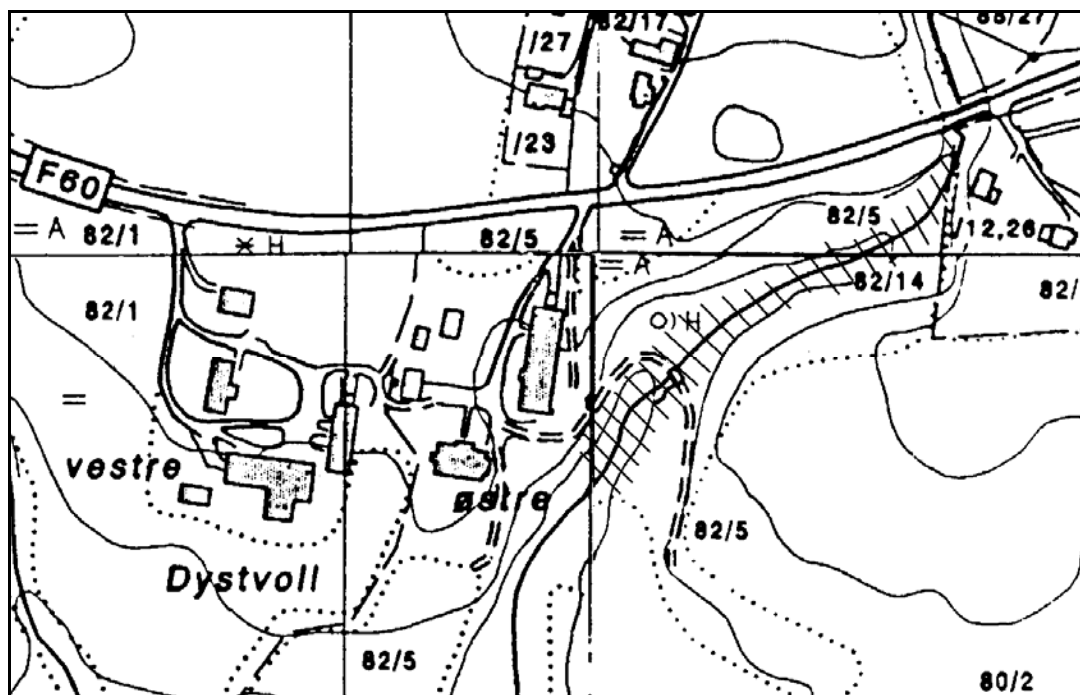 82/17
88/27
/27
/23
F60
= A
82/1
* H
82/5
= A
82/5
/12,26
= A
82/14
82/
82/1
O) H
=
vestre
østre
82/5
Dystvoll
82/5
80/2